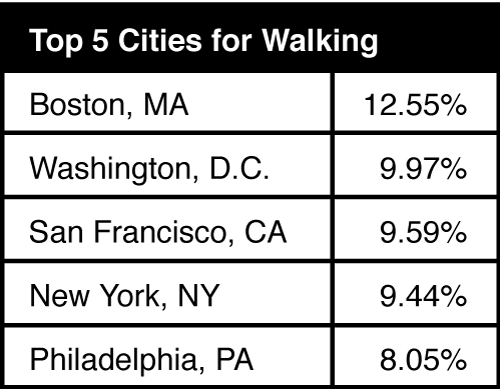 Top 5 Cities for Walking
Boston, MA 12.55%
Washington, D.C. 9.97%
San Francisco, CA 9.59%
New York, NY 9.44%
Philadelphia, PA 8.05%